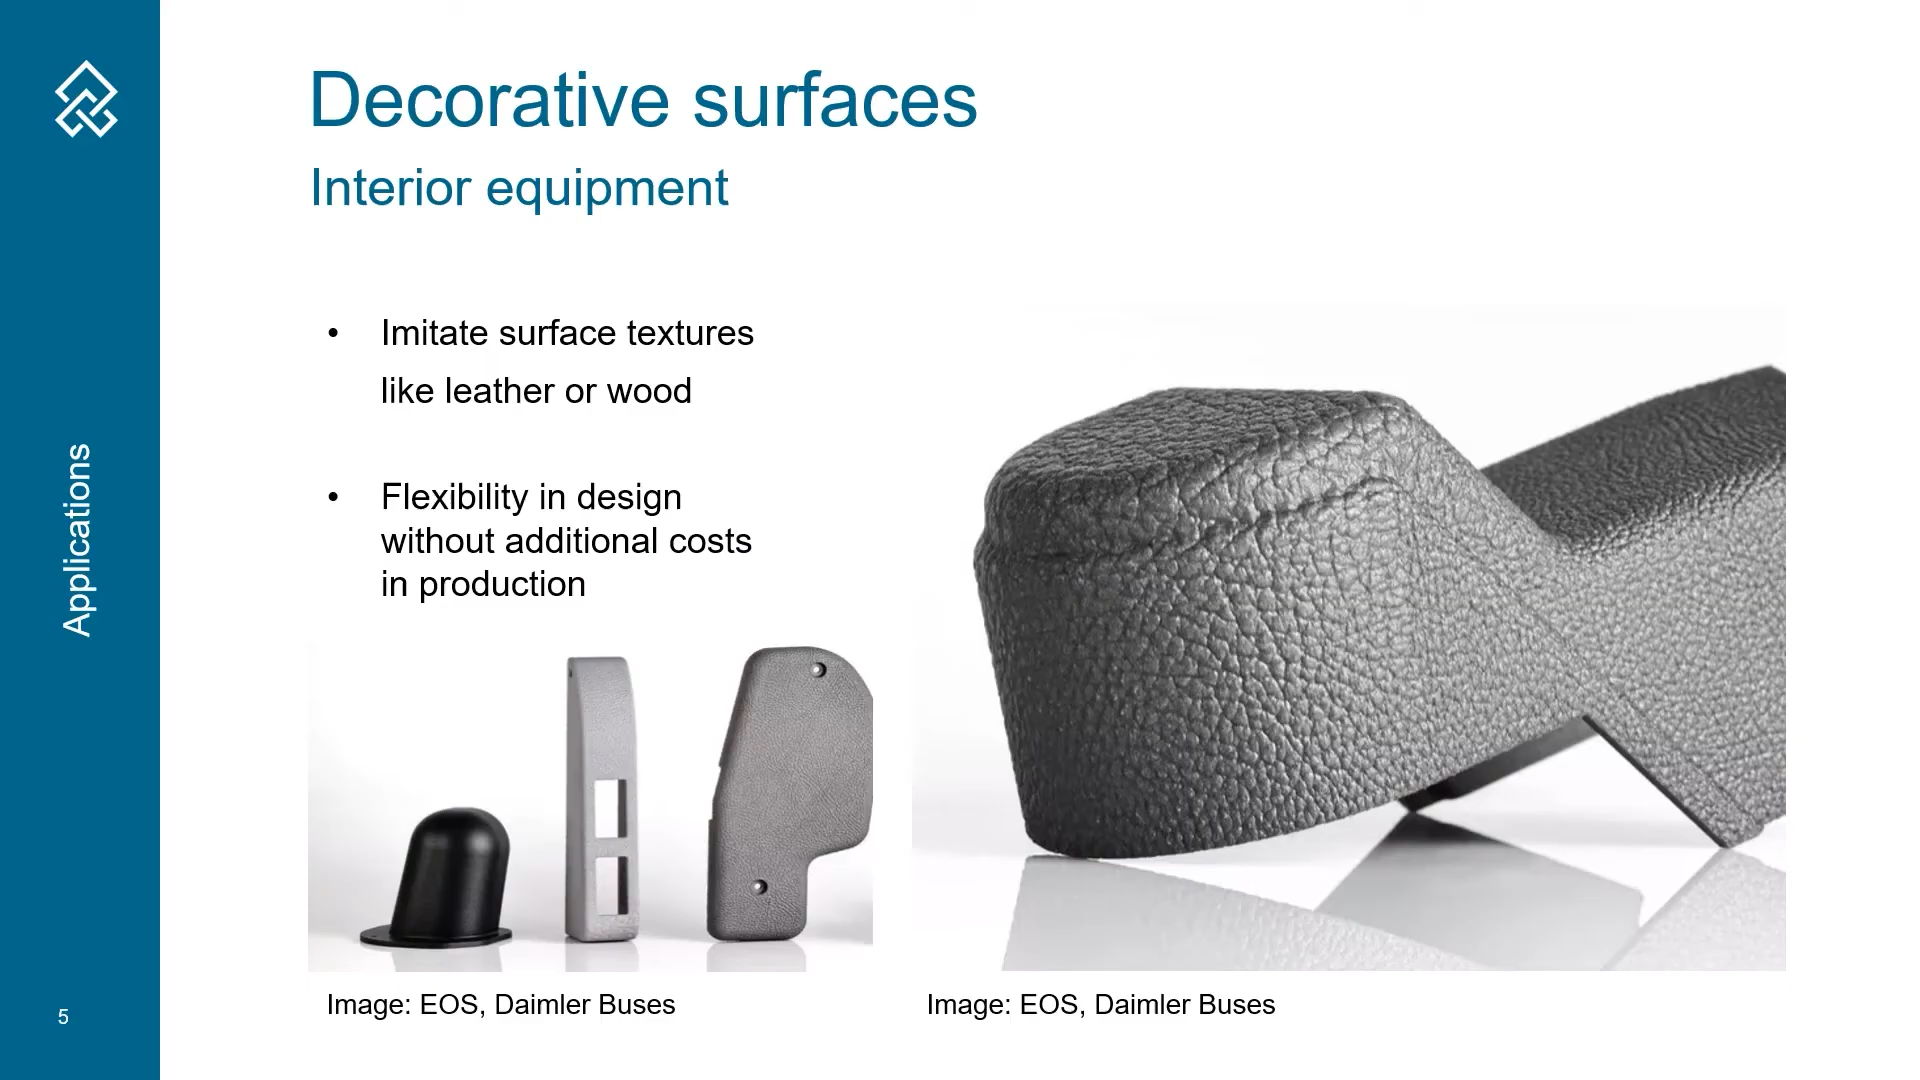 Decorative surfaces
Interior equipment
• Imitate surface textures
like leather or wood
• Flexibility in design
without additional costs
in production
Applications
Image: EOS, Daimler Buses
Image: EOS, Daimler Buses
5